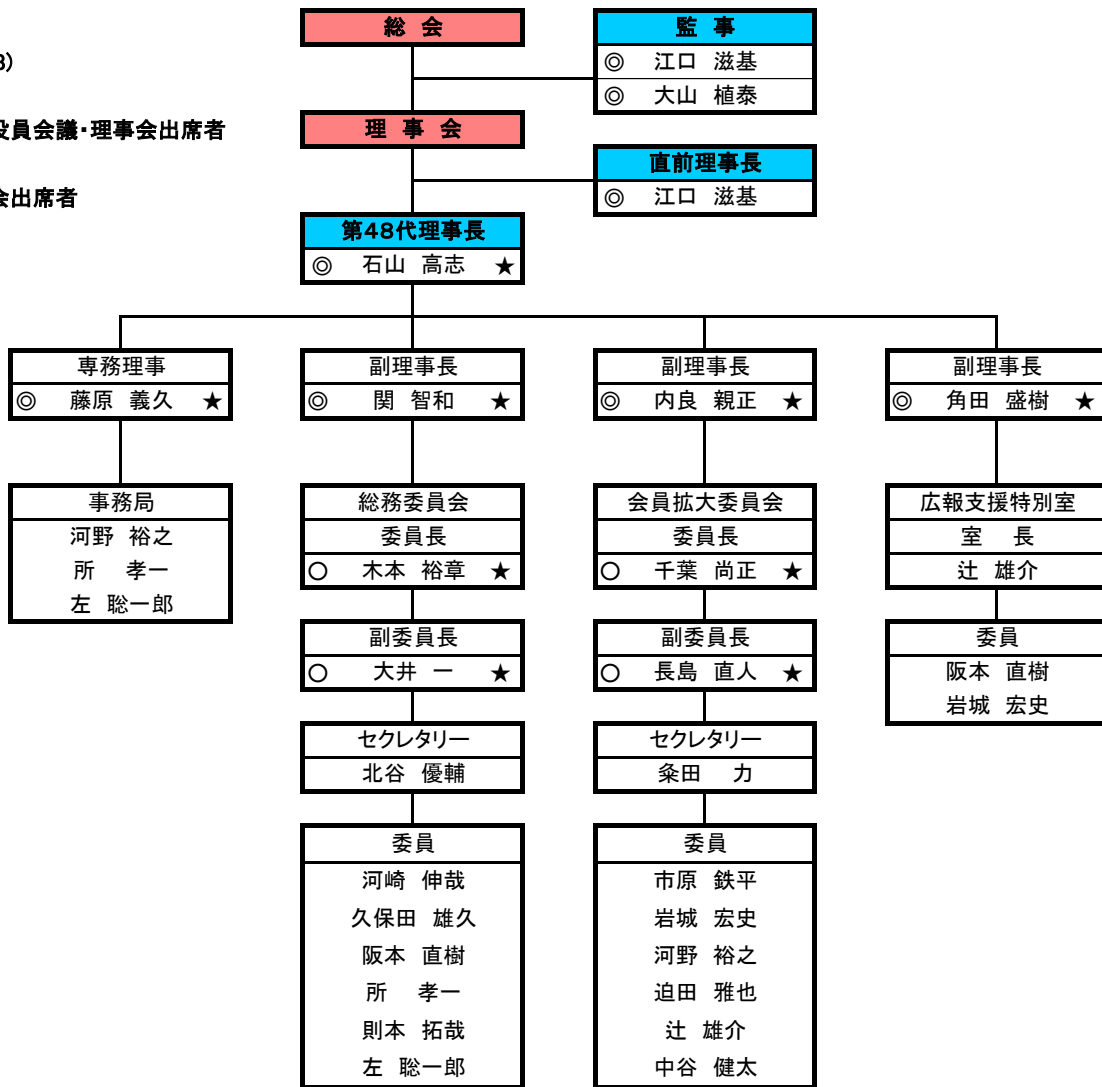 総 会
監 事
◎ 江口 滋基
◎ 大山 植泰
3）
役員会議・理事会出席者
会出席者
理 事 会
直前理事長
◎ 江口 滋基
第48代理事長
◎ 石山 高志 ★
専務理事
◎ 藤原 義久 ★
事務局
河野 裕之
所 孝一
左 聡一郎
副理事長
◎ 関 智和 ★
総務委員会
委員長
○ 木本 裕章 ★
副委員長
○ 大井 一 ★
セクレタリー
北谷 優輔
委員
河崎 伸哉
久保田 雄久
阪本 直樹
所 孝一
則本 拓哉
左 聡一郎
副理事長
◎ 内良 親正 ★
会員拡大委員会
委員長
○ 千葉 尚正 ★
副委員長
○ 長島 直人 ★
セクレタリー
粂田 力
委員
市原 鉄平
岩城 宏史
河野 裕之
迫田 雅也
辻 雄介
中谷 健太
副理事長
◎ 角田 盛樹 ★
広報支援特別室
室 長
辻 雄介
委員
阪本 直樹
岩城 宏史